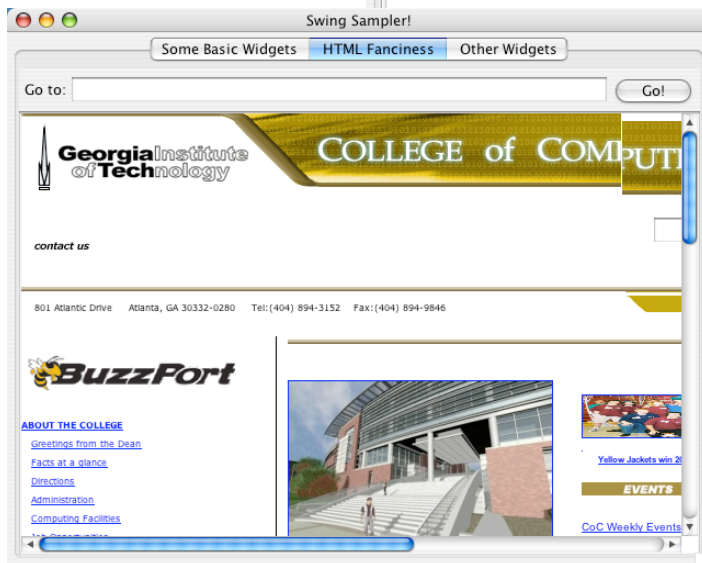 Swing Sampler!
Some Basic Widgets HTML Fanciness Other Widgets
Go to: Go!
GeorgiaInstitute
ofTechnology
COLLEGE of COMPUTI
contact us
801 Atlantic Drive Atlanta, GA 30332-0280 Tel:(404) 894-3152 Fax:(404) 894-9846
BuzzPort
ABOUT THE COLLEGE
Greetings from the Dean
Facts at a glance
Directions
Administration
Computing Facilities
Job Opportunities
Yellow Jackets win 20
EVENTS
CoC Weekly Events